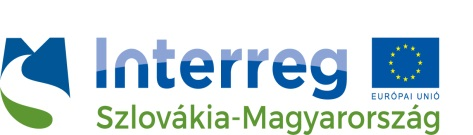 Interreg
EURÓPAI UNIÓ
Szlovákia-Magyarország